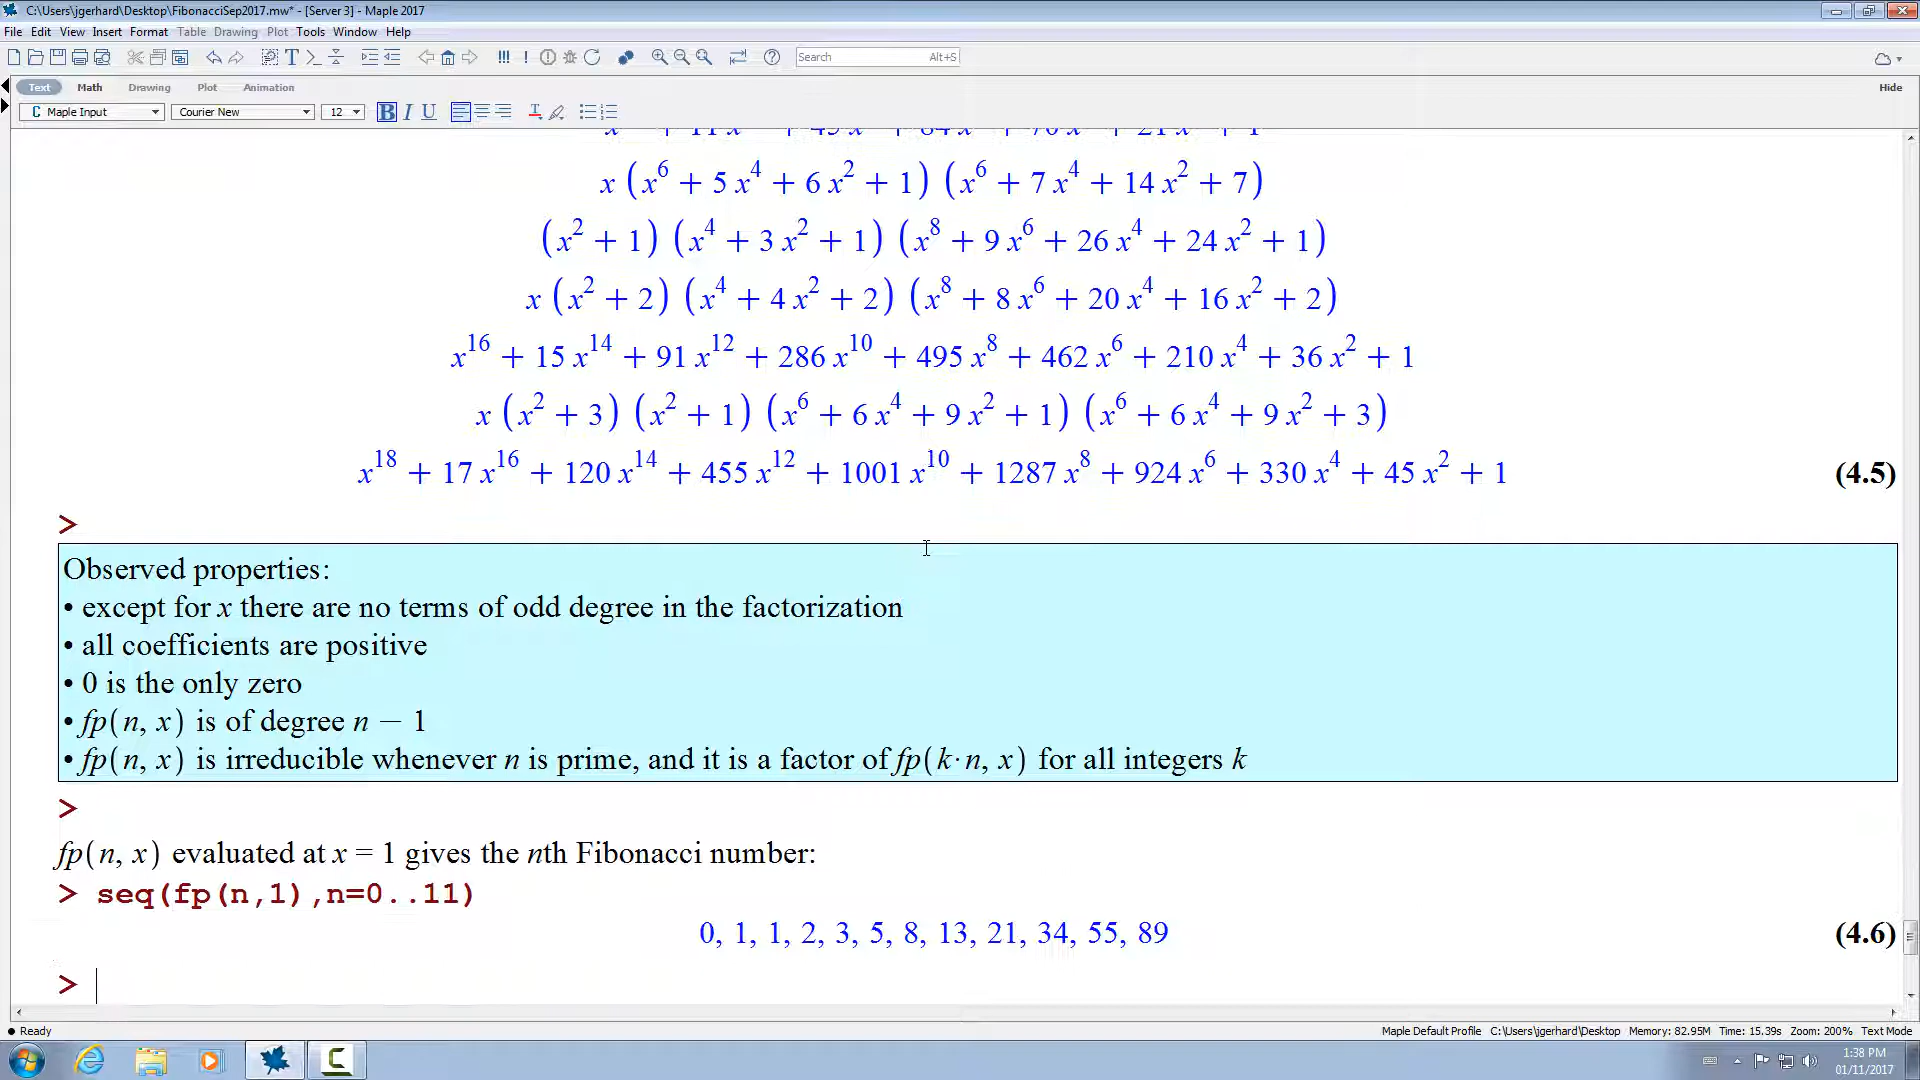 C:\Users\jgerhard\Desktop\FibonacciSep2017.mw* - [Server 3] - Maple 2017
File Edit View Insert Format Table Drawing Plot Tools Window Help
Search Alt+S
Text Math Drawing Plot Animation Hide
C Maple Input Courier New 12 B I U
x (x^6 + 5 x^4 + 6 x^2 + 1) (x^6 + 7 x^4 + 14 x^2 + 7)
(x^2 + 1) (x^4 + 3 x^2 + 1) (x^8 + 9 x^6 + 26 x^4 + 24 x^2 + 1)
x (x^2 + 2) (x^4 + 4 x^2 + 2) (x^8 + 8 x^6 + 20 x^4 + 16 x^2 + 2)
x^16 + 15 x^14 + 91 x^12 + 286 x^10 + 495 x^8 + 462 x^6 + 210 x^4 + 36 x^2 + 1
x (x^2 + 3) (x^2 + 1) (x^6 + 6 x^4 + 9 x^2 + 1) (x^6 + 6 x^4 + 9 x^2 + 3)
x^18 + 17 x^16 + 120 x^14 + 455 x^12 + 1001 x^10 + 1287 x^8 + 924 x^6 + 330 x^4 + 45 x^2 + 1 (4.5)
>
Observed properties:
• except for x there are no terms of odd degree in the factorization
• all coefficients are positive
• 0 is the only zero
• fp(n, x) is of degree n − 1
• fp(n, x) is irreducible whenever n is prime, and it is a factor of fp(k·n, x) for all integers k
>
fp(n, x) evaluated at x = 1 gives the nth Fibonacci number:
> seq(fp(n,1),n=0..11)
0, 1, 1, 2, 3, 5, 8, 13, 21, 34, 55, 89 (4.6)
>
Ready Maple Default Profile C:\Users\jgerhard\Desktop Memory: 82.95M Time: 15.39s Zoom: 200% Text Mode
1:38 PM
01/11/2017